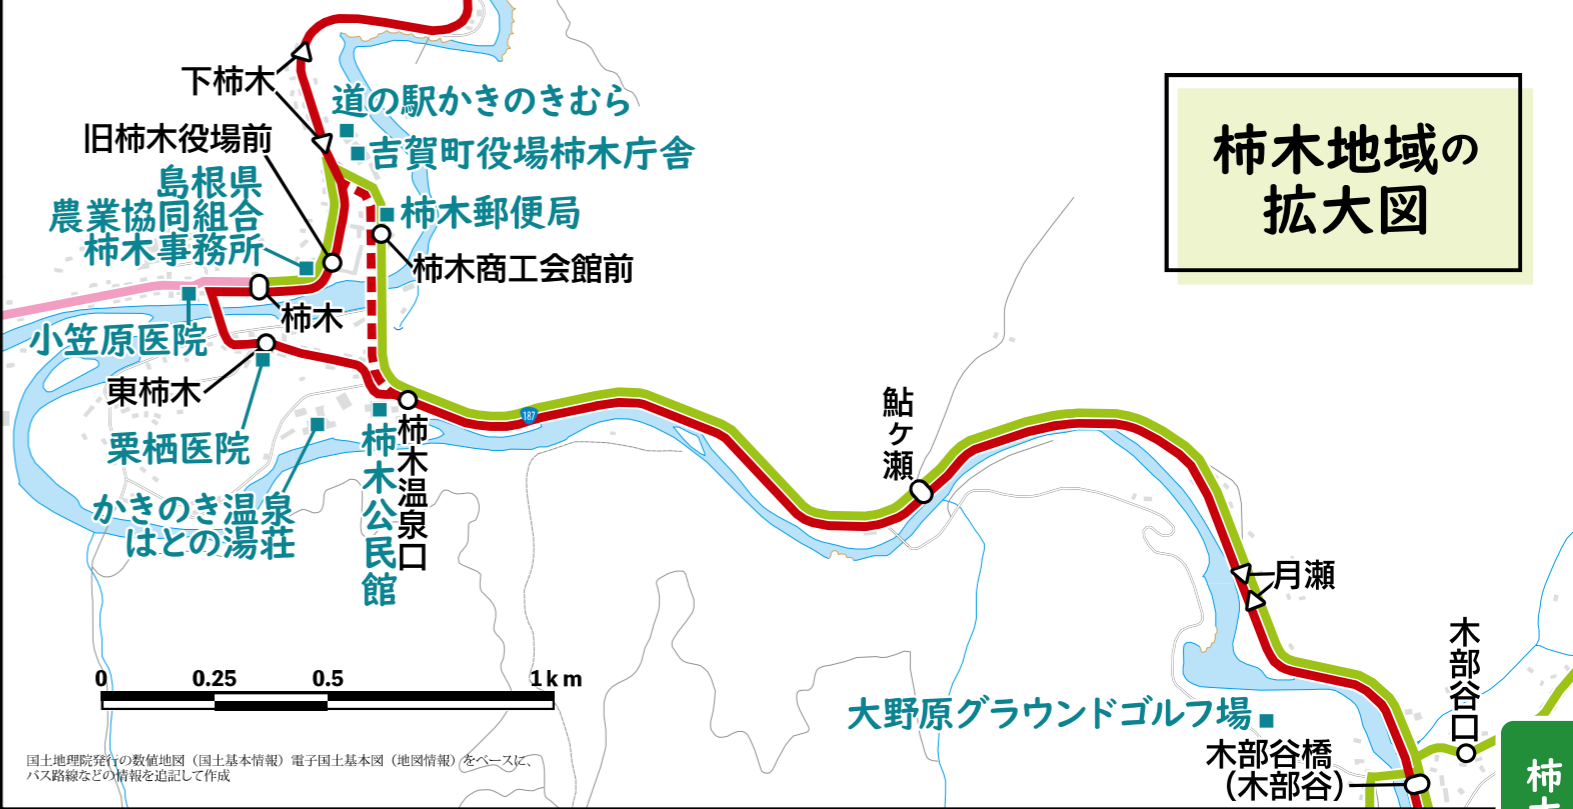 下柿木
道の駅かきのきむら
旧柿木役場前
吉賀町役場柿木庁舎
島根県
農業協同組合
柿木事務所
柿木郵便局
柿木商工会館前
柿木
小笠原医院
東柿木
栗栖医院
かきのき温泉
はとの湯荘
柿木公民館
柿木温泉口
187
鮎ヶ瀬
月瀬
木部谷口
大野原グラウンドゴルフ場
木部谷橋
（木部谷）
柿木地域の
拡大図
0 0.25 0.5 1km
国土地理院発行の数値地図（国土基本情報）電子国土基本図（地図情報）をベースに、
バス路線などの情報を追記して作成
柿